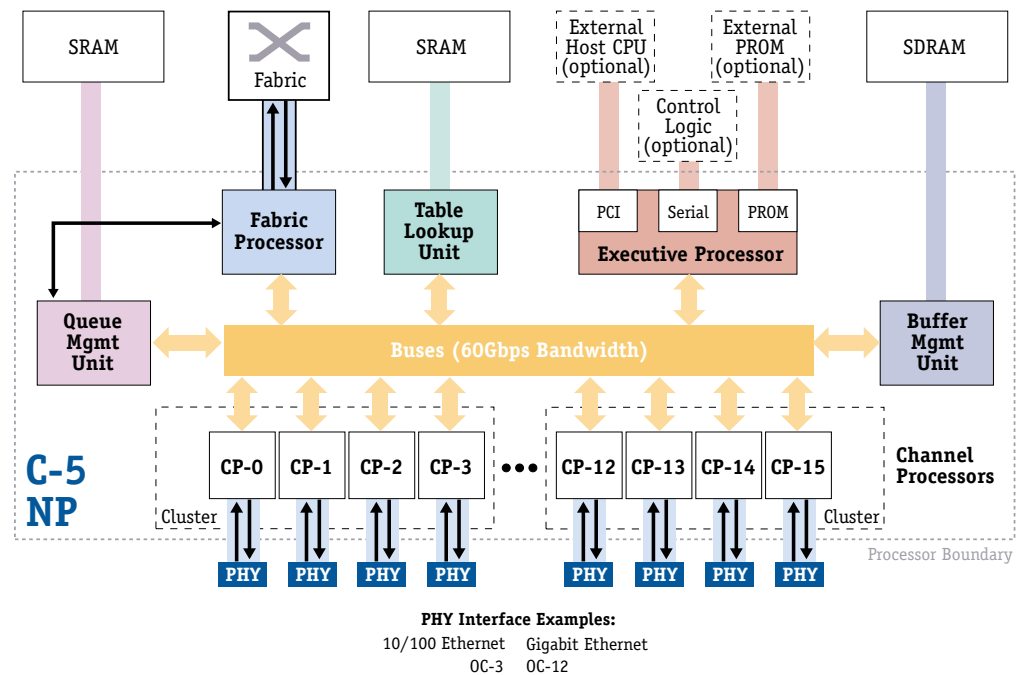 SRAM
Fabric
SRAM
External
Host CPU
(optional)
External
PROM
(optional)
Control
Logic
(optional)
SDRAM
Fabric
Processor
Table
Lookup
Unit
PCI
Serial
PROM
Executive Processor
Queue
Mgmt
Unit
Buses (60Gbps Bandwidth)
Buffer
Mgmt
Unit
C-5
NP
CP-0
CP-1
CP-2
CP-3
CP-12
CP-13
CP-14
CP-15
Channel
Processors
Cluster
Cluster
Processor Boundary
PHY
PHY
PHY
PHY
PHY
PHY
PHY
PHY
PHY Interface Examples:
10/100 Ethernet Gigabit Ethernet
OC-3 OC-12